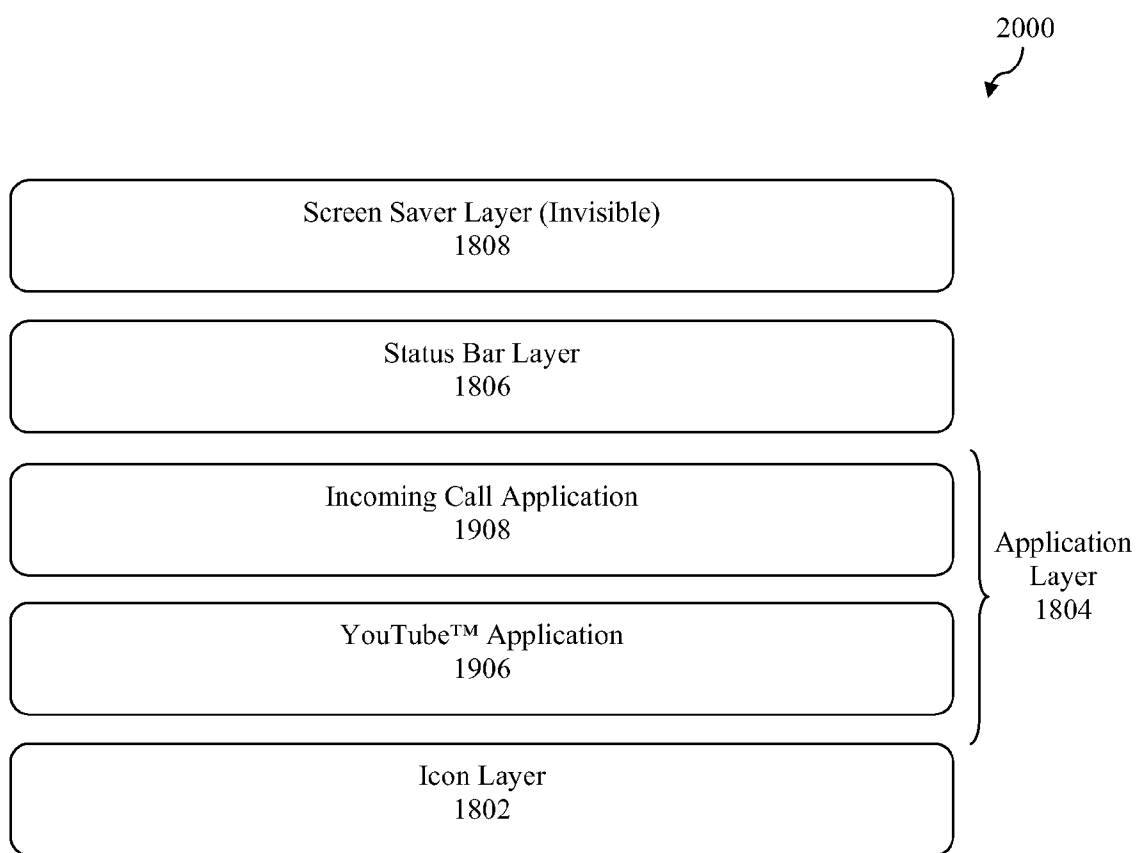 2000
Screen Saver Layer (Invisible)
1808
Status Bar Layer
1806
Incoming Call Application
1908
YouTube™ Application
1906
Application
Layer
1804
Icon Layer
1802